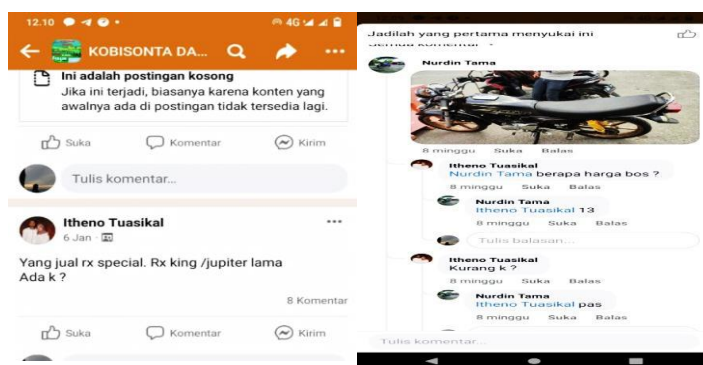 12.10
4G
KOBISONTA DA...
Ini adalah postingan kosong
Jika ini terjadi, biasanya karena konten yang
awalnya ada di postingan tidak tersedia lagi.
Suka Komentar Kirim
Tulis komentar...
Itheno Tuasikal
6 Jan
Yang jual rx special. Rx king /jupiter lama
Ada k ?
8 Komentar
Suka Komentar Kirim
Jadilah yang pertama menyukai ini
Semua komentar
Nurdin Tama
8 minggu Suka Balas
Itheno Tuasikal
Nurdin Tama berapa harga bos ?
8 minggu Suka Balas
Nurdin Tama
Itheno Tuasikal 13
8 minggu Suka Balas
Tulis balasan...
Itheno Tuasikal
Kurang k ?
8 minggu Suka Balas
Nurdin Tama
Itheno Tuasikal pas
8 minggu Suka Balas
Tulis komentar...